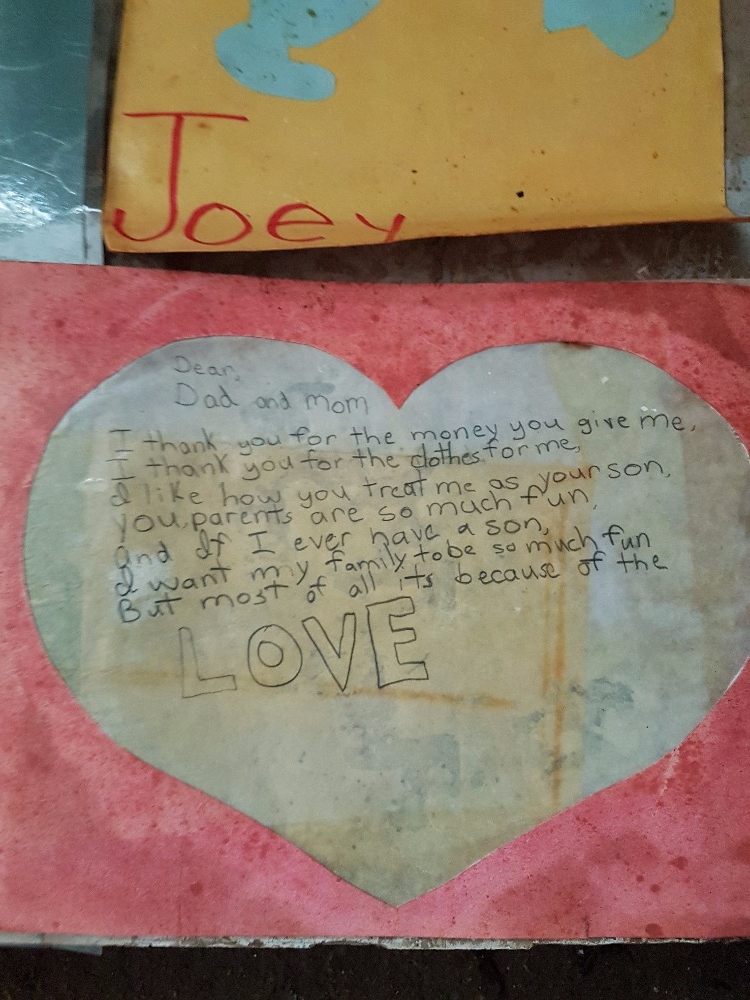 Joey
Dear,
Dad and mom
I thank you for the money you give me,
I thank you for the clothes for me,
I like how you treat me as your son,
you, parents are so much fun,
And If I ever have a son,
I want my family to be so much fun
But most of all its because of the
LOVE